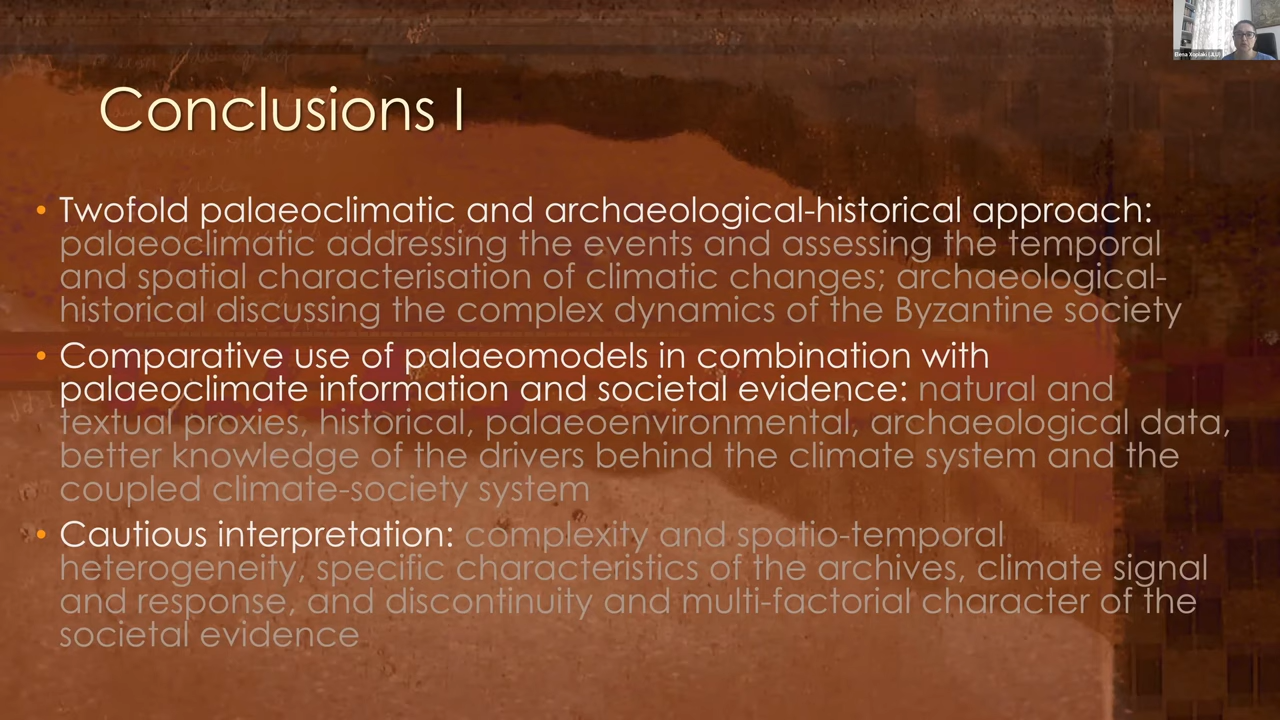 Elena Xoplaki (JLU)
Conclusions I
• Twofold palaeoclimatic and archaeological-historical approach:
palaeoclimatic addressing the events and assessing the temporal
and spatial characterisation of climatic changes; archaeological-
historical discussing the complex dynamics of the Byzantine society
• Comparative use of palaeomodels in combination with
palaeoclimate information and societal evidence: natural and
textual proxies, historical, palaeoenvironmental, archaeological data,
better knowledge of the drivers behind the climate system and the
coupled climate-society system
• Cautious interpretation: complexity and spatio-temporal
heterogeneity, specific characteristics of the archives, climate signal
and response, and discontinuity and multi-factorial character of the
societal evidence